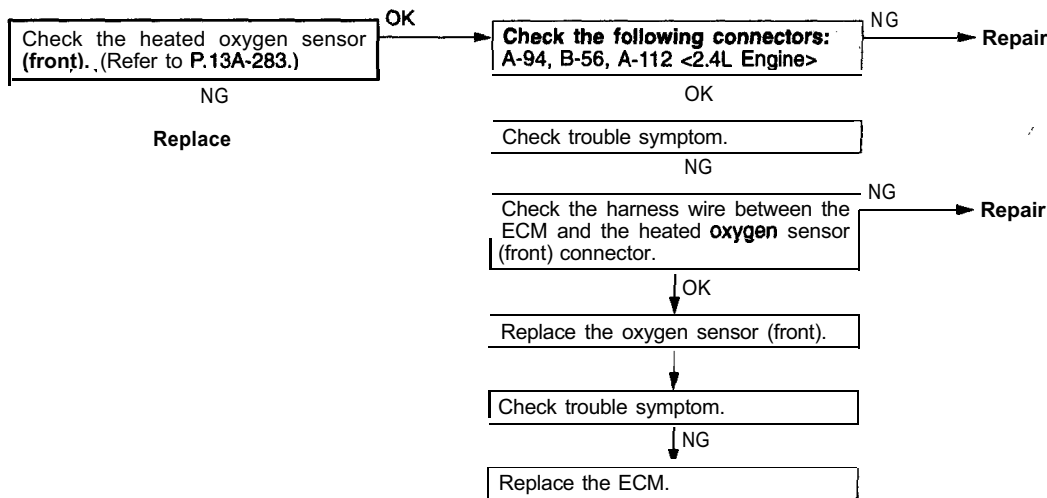 Check the heated oxygen sensor
(front). (Refer to P.13A-283.)
OK
NG
Replace
Check the following connectors:
A-94, B-56, A-112 <2.4L Engine>
NG
Repair
OK
Check trouble symptom.
NG
Check the harness wire between the
ECM and the heated oxygen sensor
(front) connector.
NG
Repair
OK
Replace the oxygen sensor (front).
Check trouble symptom.
NG
Replace the ECM.